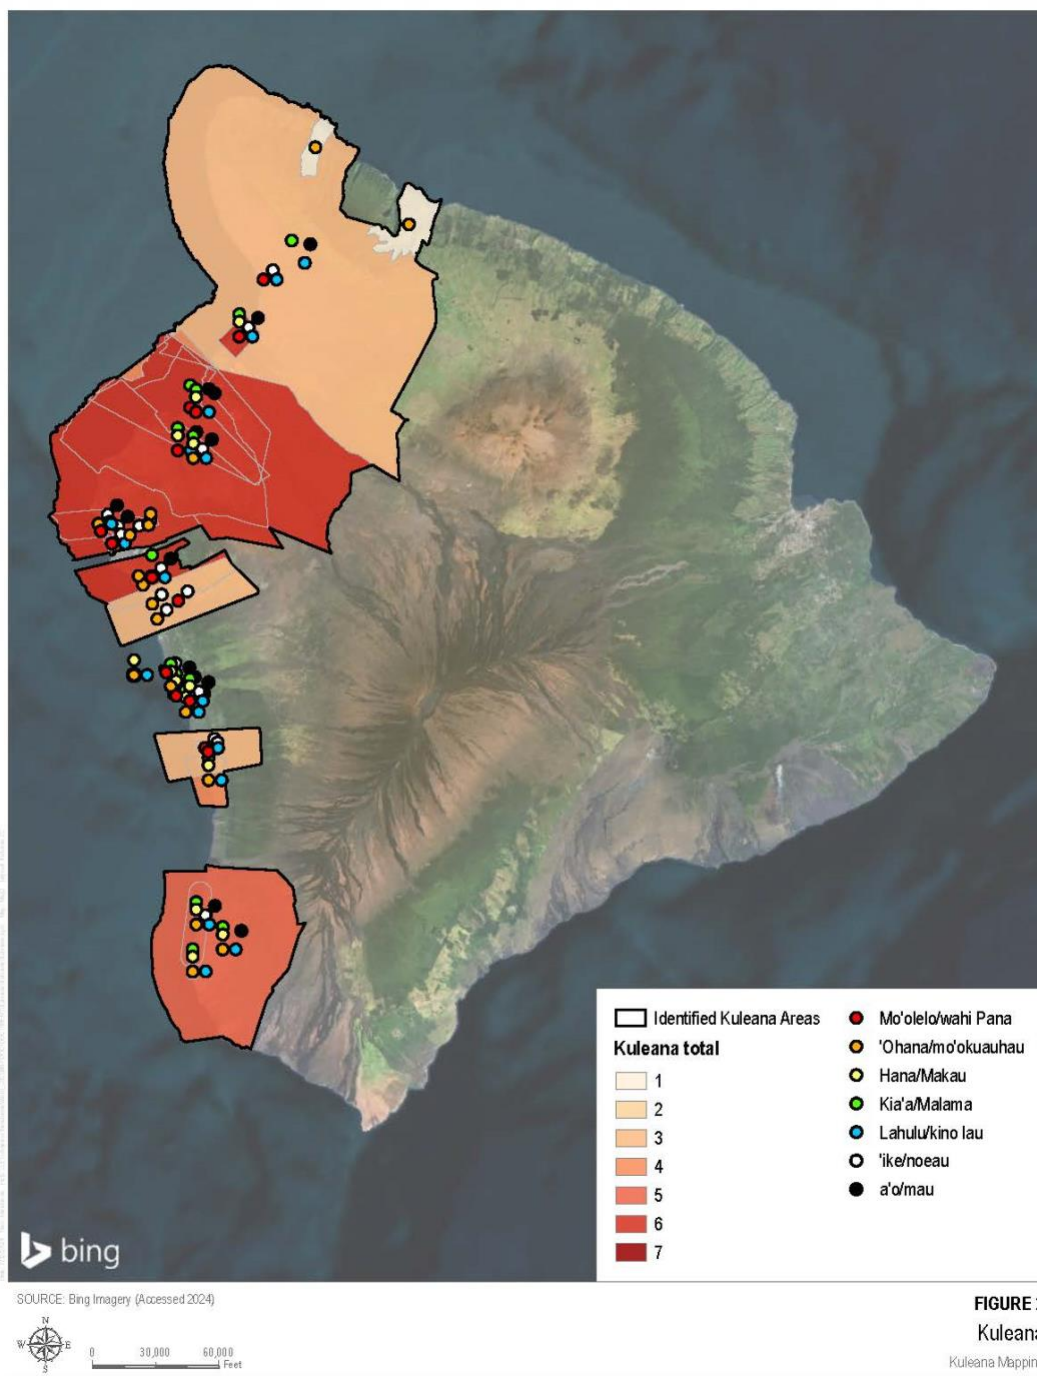 Identified Kuleana Areas
Kuleana total
1
2
3
4
5
6
7
Mo'olelo/wahi Pana
'Ohana/mo'okuauhau
Hana/Makau
Kia'a/Malama
Lahulu/kino lau
'ike/noeau
a'o/mau
bing
SOURCE: Bing Imagery (Accessed 2024)
N
W
E
S
0 30,000 60,000
Feet
FIGURE
Kuleana
Kuleana Mappin